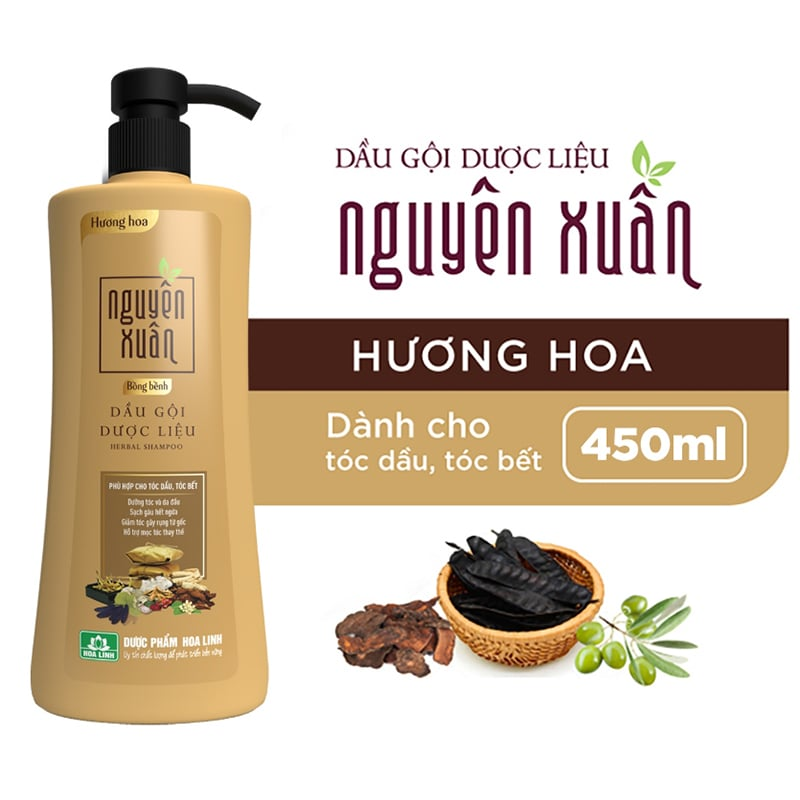 Hương hoa
nguyên
xuân
Bồng bềnh
DẦU GỘI
DƯỢC LIỆU
HERBAL SHAMPOO
PHÙ HỢP CHO TÓC DẦU, TÓC BẾT
Dưỡng tóc và da đầu
Sạch gàu hết ngứa
Giảm tóc gãy rụng từ gốc
Hỗ trợ mọc tóc thay thế
HOA LINH
DƯỢC PHẨM HOA LINH
Uy tín chất lượng để phát triển bền vững
DẦU GỘI DƯỢC LIỆU
nguyên xuân
HƯƠNG HOA
Dành cho
tóc dầu, tóc bết
450ml